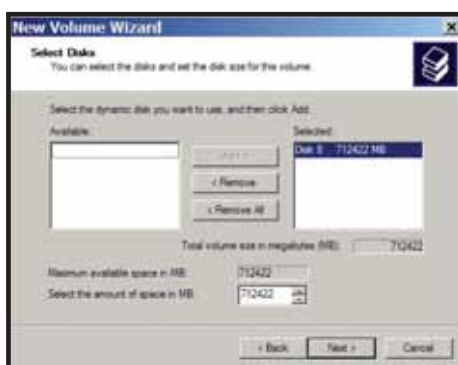 New Volume Wizard
Select Disks
You can select the disks and set the disk size for this volume.
Select the dynamic disk you want to use, and then click Add.
Available:
Selected:
Disk 8 712422 MB
< Remove
< Remove All
Total volume size in megabytes (MB):
712422
Maximum available space in MB:
712422
Select the amount of space in MB:
712422
< Back
Next >
Cancel